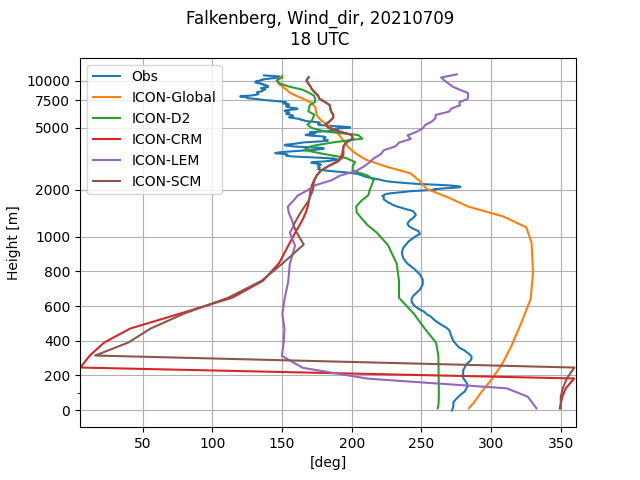 Falkenberg, Wind_dir, 20210709
18 UTC
Obs
ICON-Global
ICON-D2
ICON-CRM
ICON-LEM
ICON-SCM
10000
7500
5000
2000
1000
800
600
400
200
0
Height [m]
50
100
150
200
250
300
350
[deg]